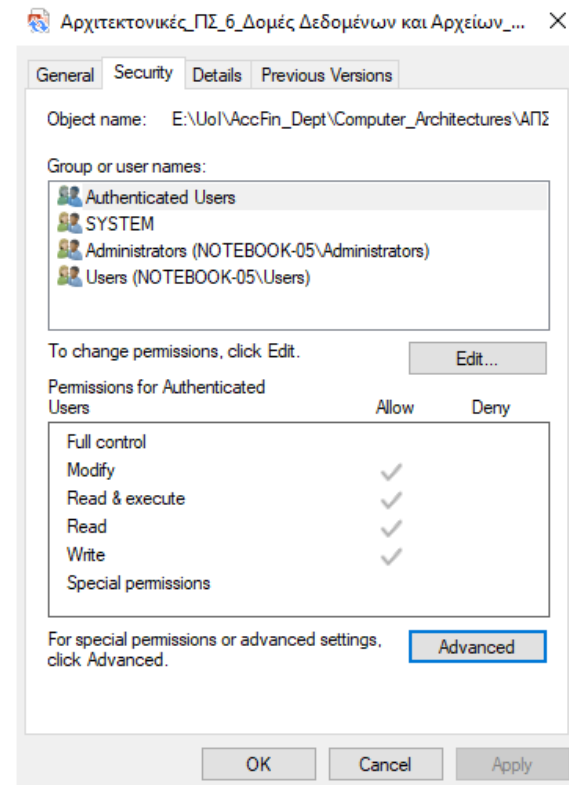 Αρχιτεκτονικές_ΠΣ_6_Δομές Δεδομένων και Αρχείων_...
General Security Details Previous Versions
Object name: E:\UoI\AccFin_Dept\Computer_Architectures\ΑΠΣ
Group or user names:
Authenticated Users
SYSTEM
Administrators (NOTEBOOK-05\Administrators)
Users (NOTEBOOK-05\Users)
To change permissions, click Edit.
Edit...
Permissions for Authenticated
Users Allow Deny
Full control
Modify
Read & execute
Read
Write
Special permissions
For special permissions or advanced settings,
click Advanced.
Advanced
OK Cancel Apply